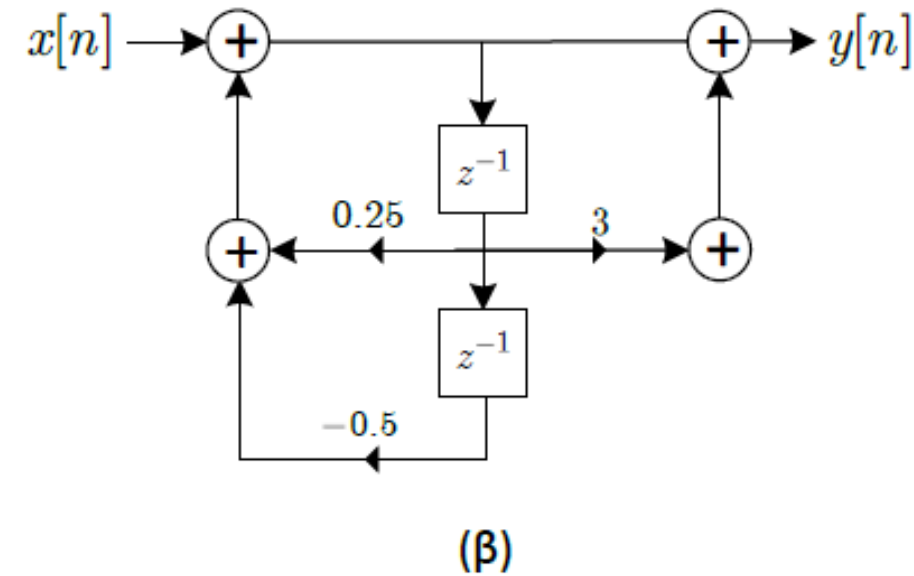 x[n] + + y[n]
z⁻¹
0.25 3
+ +
z⁻¹
−0.5
(β)